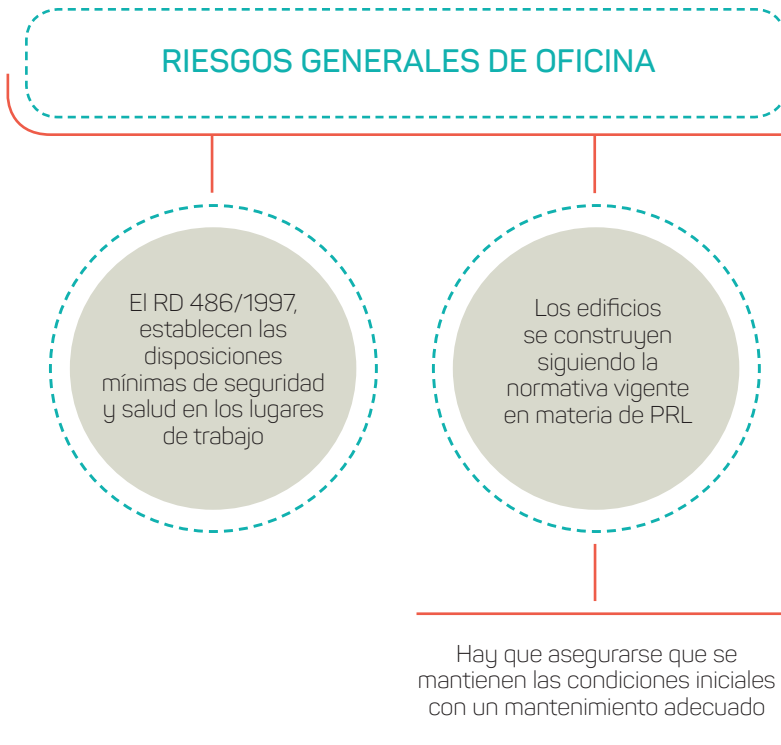 RIESGOS GENERALES DE OFICINA
El RD 486/1997,
establecen las
disposiciones
mínimas de seguridad
y salud en los lugares
de trabajo
Los edificios
se construyen
siguiendo la
normativa vigente
en materia de PRL
Hay que asegurarse que se
mantienen las condiciones iniciales
con un mantenimiento adecuado